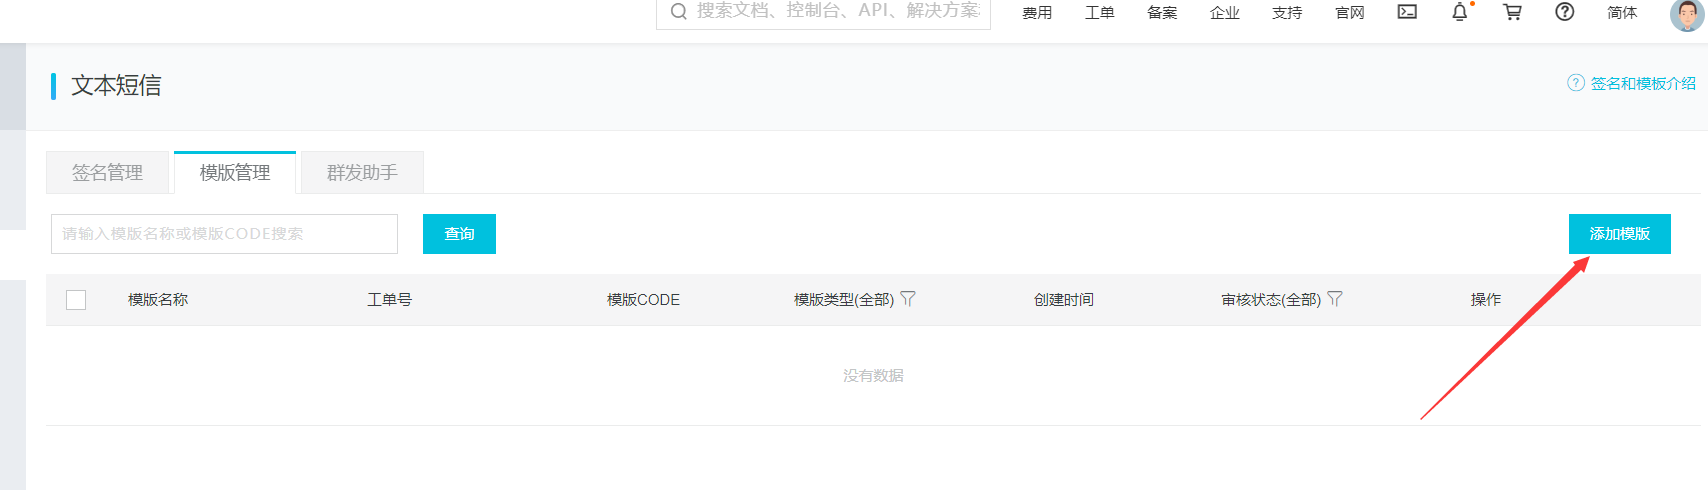 搜索文档、控制台、API、解决方案
费用 工单 备案 企业 支持 官网 简体
文本短信
签名和模板介绍
签名管理 模版管理 群发助手
请输入模版名称或模版CODE搜索 查询 添加模版
模版名称 工单号 模版CODE 模版类型(全部) 创建时间 审核状态(全部) 操作
没有数据